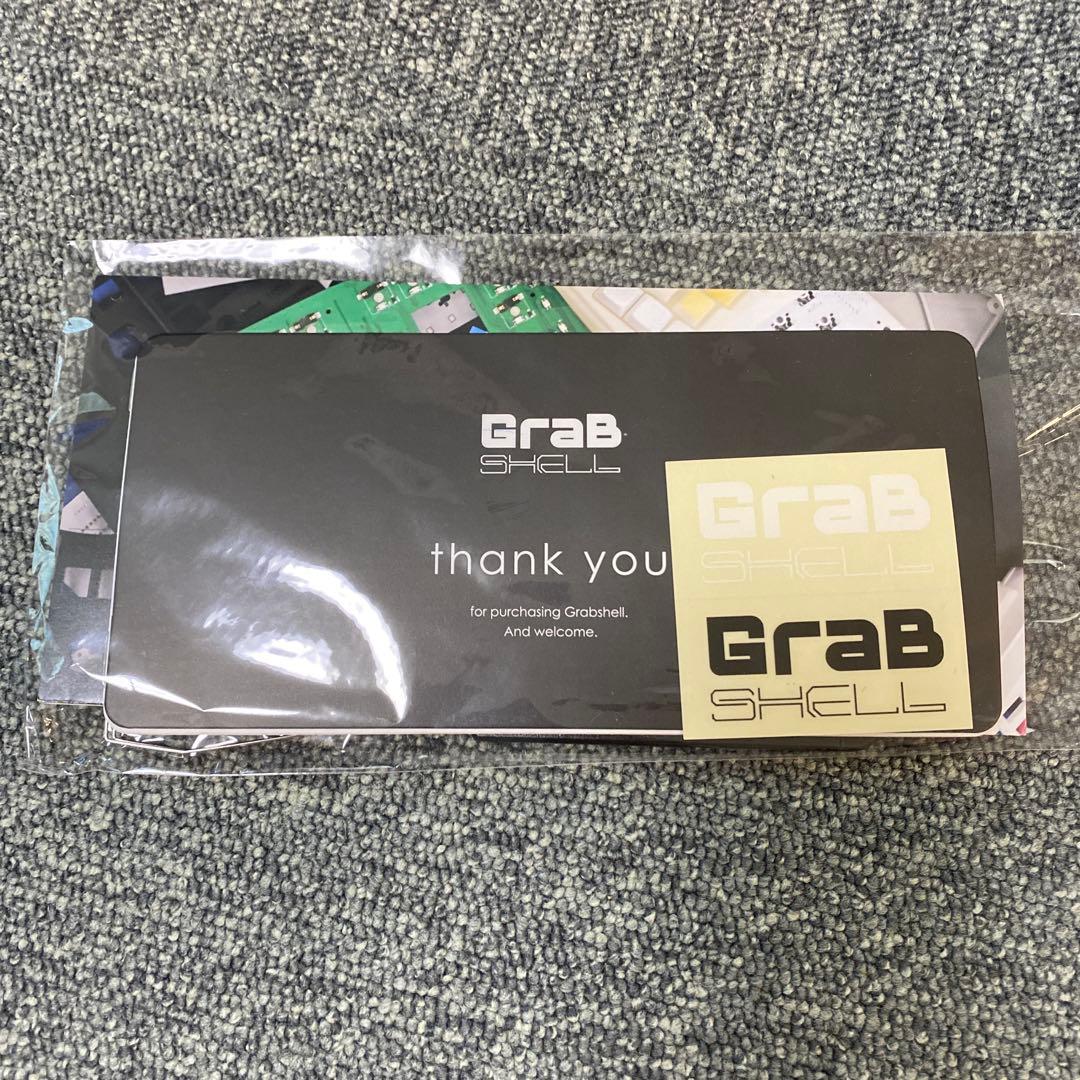 GraB
SHELL
thank you
for purchasing Grabshell.
And welcome.
GraB
SHELL
GraB
SHELL